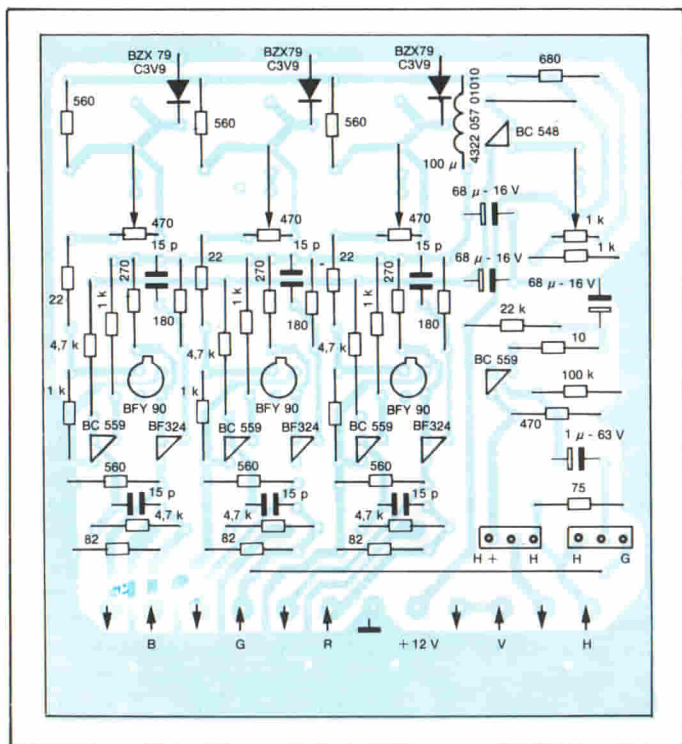 BZX 79 BZX79 BZX79
C3V9 C3V9 C3V9
680
560 560 560
4322 057 01010
BC 548
100 µ
68 µ - 16 V
470 470 470
1 k
15 p 15 p 15 p
1 k
22 270 22 270 22 270
68 µ - 16 V
68 µ - 16 V
1 k 1 k 1 k
180 180 180
22 k
10
4,7 k 4,7 k 4,7 k
BC 559
100 k
1 k 1 k 1 k
BFY 90 BFY 90 BFY 90
470
BC 559 BF324 BC 559 BF324 BC 559 BF324
1 µ - 63 V
560 560 560
75
15 p 15 p 15 p
4,7 k 4,7 k 4,7 k
82 82 82
H + H H G
B G R + 12 V V H